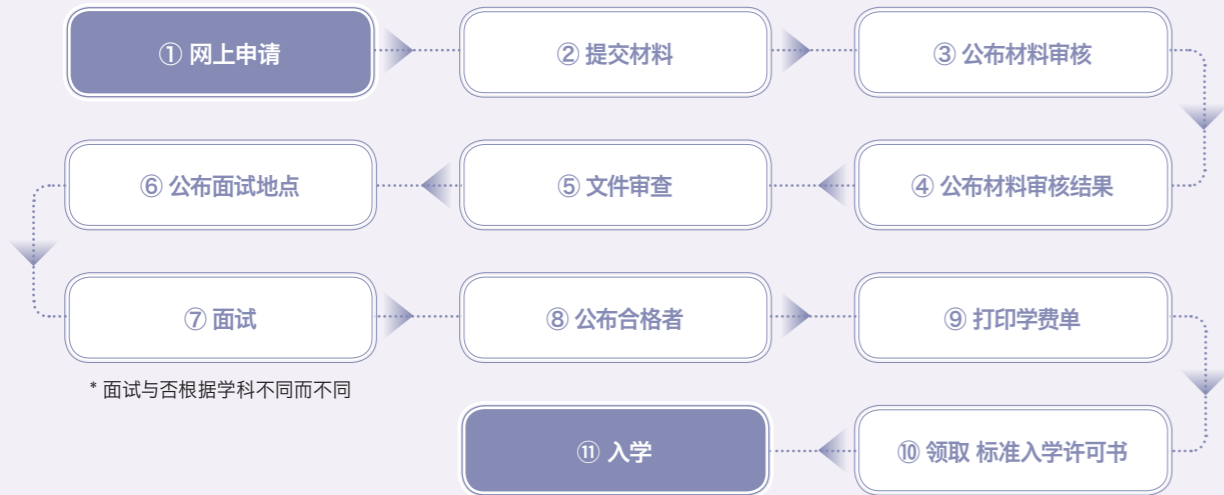 ① 网上申请
② 提交材料
③ 公布材料审核
④ 公布材料审核结果
⑤ 文件审查
⑥ 公布面试地点
⑦ 面试
* 面试与否根据学科不同而不同
⑧ 公布合格者
⑨ 打印学费单
⑩ 领取 标准入学许可书
⑪ 入学